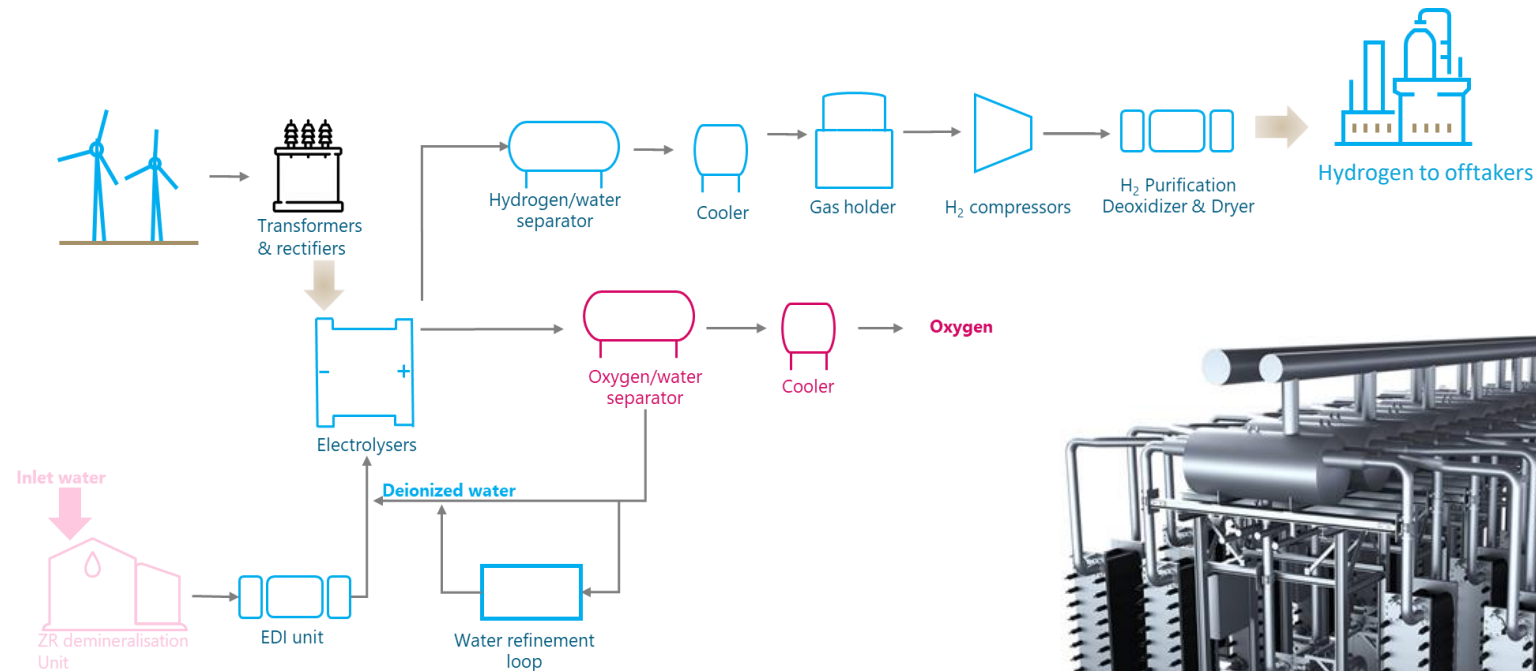 Hydrogen to offtakers
Transformers
& rectifiers
Hydrogen/water
separator
Cooler
Gas holder
H₂ compressors
H₂ Purification
Deoxidizer & Dryer
− +
Electrolysers
Oxygen/water
separator
Cooler
Oxygen
Inlet water
Deionized water
ZR demineralisation
Unit
EDI unit
Water refinement
loop